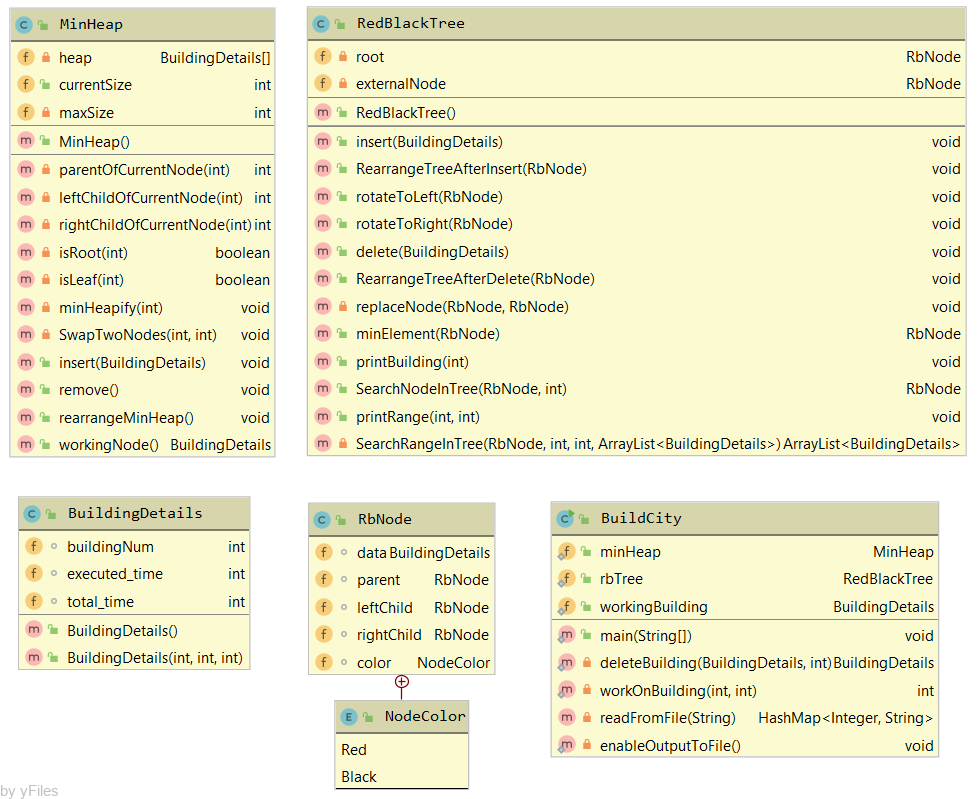 MinHeap
heap BuildingDetails[]
currentSize int
maxSize int
MinHeap()
parentOfCurrentNode(int) int
leftChildOfCurrentNode(int) int
rightChildOfCurrentNode(int) int
isRoot(int) boolean
isLeaf(int) boolean
minHeapify(int) void
SwapTwoNodes(int, int) void
insert(BuildingDetails) void
remove() void
rearrangeMinHeap() void
workingNode() BuildingDetails
RedBlackTree
root RbNode
externalNode RbNode
RedBlackTree()
insert(BuildingDetails) void
RearrangeTreeAfterInsert(RbNode) void
rotateToLeft(RbNode) void
rotateToRight(RbNode) void
delete(BuildingDetails) void
RearrangeTreeAfterDelete(RbNode) void
replaceNode(RbNode, RbNode) void
minElement(RbNode) RbNode
printBuilding(int) void
SearchNodeInTree(RbNode, int) RbNode
printRange(int, int) void
SearchRangeInTree(RbNode, int, int, ArrayList<BuildingDetails>) ArrayList<BuildingDetails>
BuildingDetails
buildingNum int
executed_time int
total_time int
BuildingDetails()
BuildingDetails(int, int, int)
RbNode
data BuildingDetails
parent RbNode
leftChild RbNode
rightChild RbNode
color NodeColor
NodeColor
Red
Black
BuildCity
minHeap MinHeap
rbTree RedBlackTree
workingBuilding BuildingDetails
main(String[]) void
deleteBuilding(BuildingDetails, int) BuildingDetails
workOnBuilding(int, int) int
readFromFile(String) HashMap<Integer, String>
enableOutputToFile() void
by yFiles